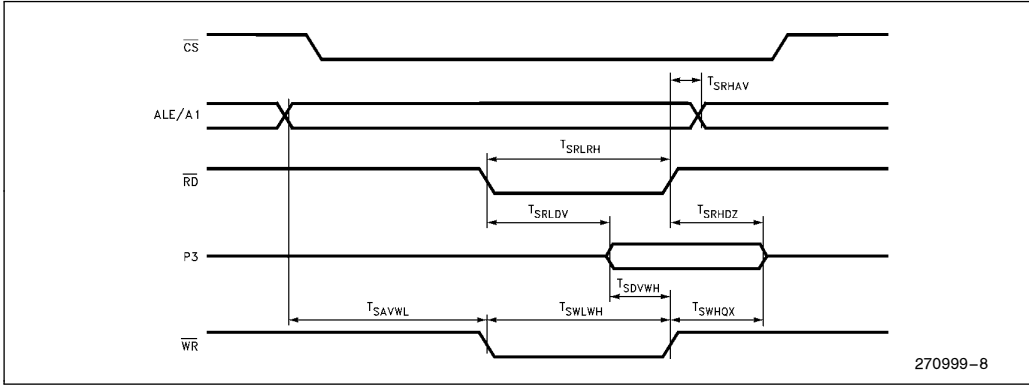 CS
T_SRHAV
ALE/A1
T_SRLRH
RD
T_SRLDV
T_SRHDZ
P3
T_SDVWH
T_SAVWL
T_SWLWH
T_SWHQX
WR
270999–8